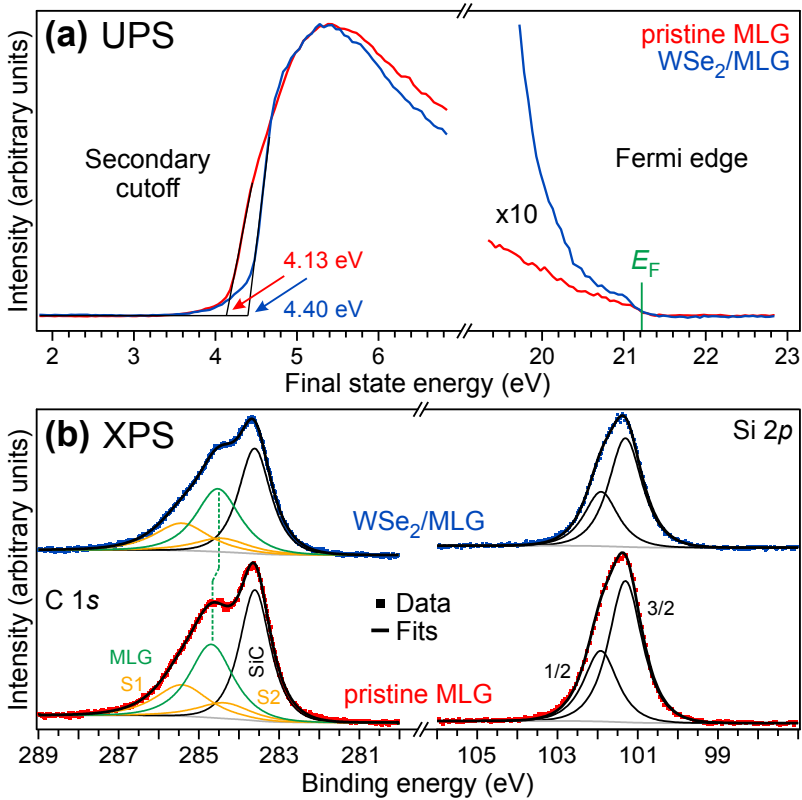 (a) UPS
pristine MLG
WSe₂/MLG
Secondary
cutoff
Fermi edge
x10
4.13 eV
4.40 eV
E_F
Intensity (arbitrary units)
2 3 4 5 6 20 21 22 23
Final state energy (eV)
(b) XPS
Si 2p
WSe₂/MLG
C 1s
Data
Fits
MLG
SiC
S1
S2
3/2
1/2
pristine MLG
Intensity (arbitrary units)
289 287 285 283 281 105 103 101 99
Binding energy (eV)